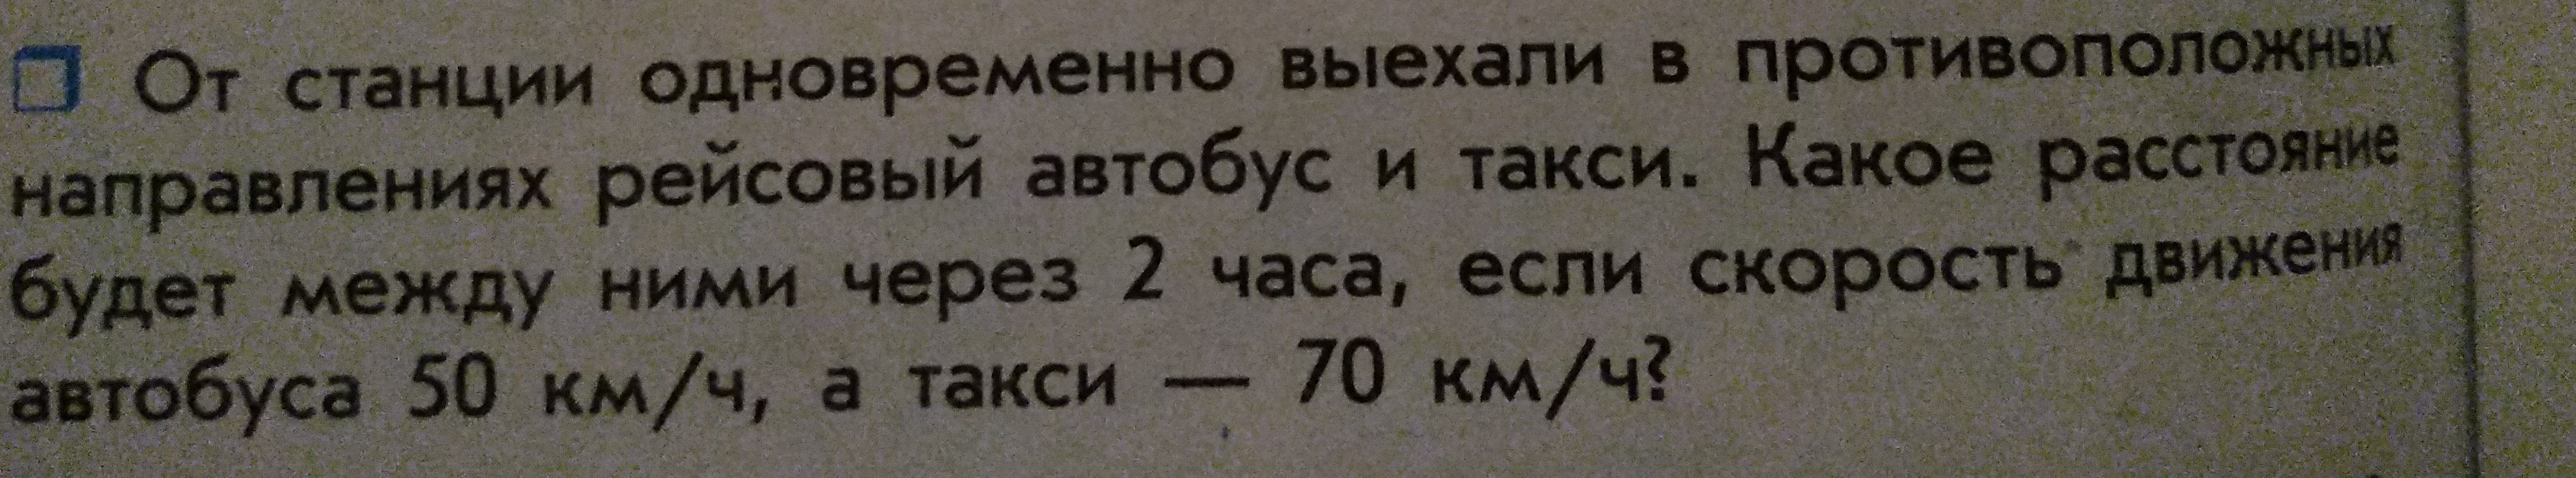 От станции одновременно выехали в противоположных
направлениях рейсовый автобус и такси. Какое расстояние
будет между ними через 2 часа, если скорость движения
автобуса 50 км/ч, а такси — 70 км/ч?